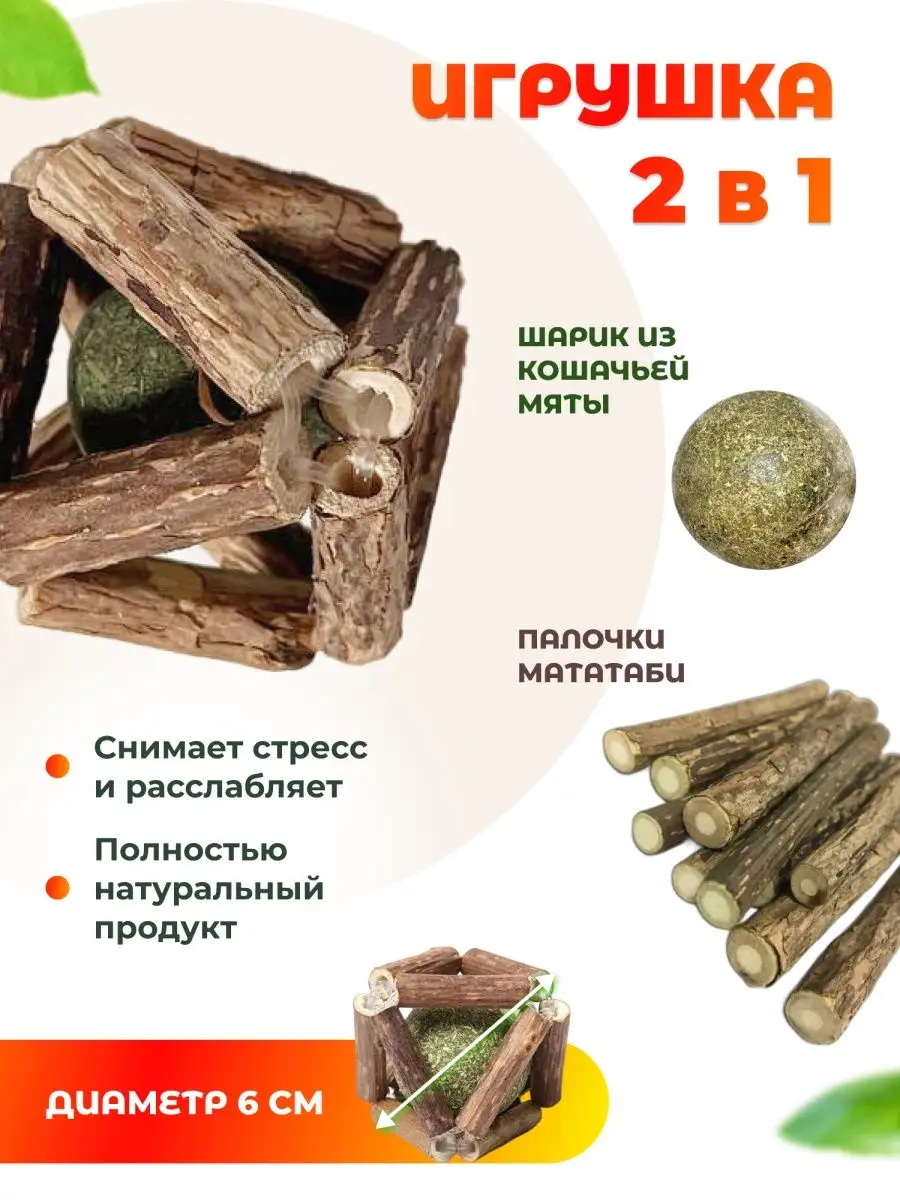 ИГРУШКА
2 в 1
ШАРИК ИЗ
КОШАЧЬЕЙ
МЯТЫ
ПАЛОЧКИ
МАТАТАБИ
Снимает стресс
и расслабляет
Полностью
натуральный
продукт
ДИАМЕТР 6 СМ